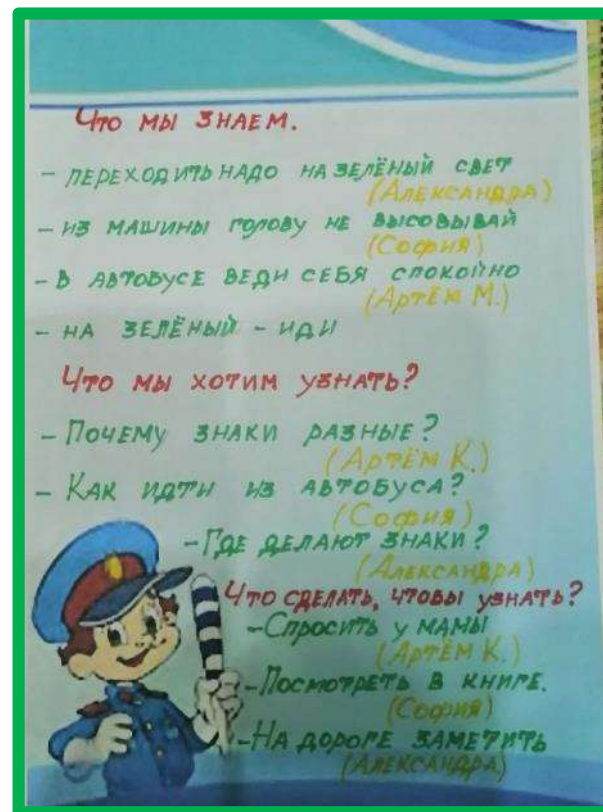 Что мы знаем.
- переходить надо на зелёный свет
(Александра)
- из машины голову не высовывай
(София)
- в автобусе веди себя спокойно
(Артём М.)
- на зелёный - иди
Что мы хотим узнать?
- Почему знаки разные?
(Артём К.)
- Как идти из автобуса?
(София)
- Где делают знаки?
(Александра)
Что сделать, чтобы узнать?
- Спросить у мамы
(Артём К.)
- Посмотреть в книге.
(София)
- На дороге заметить
(Александра)